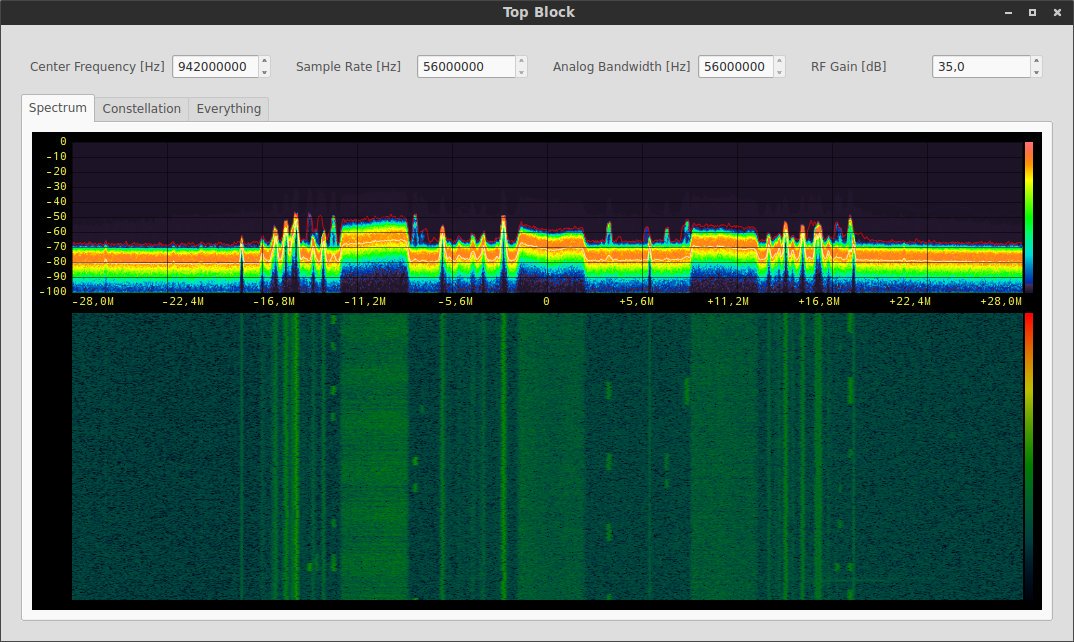 Top Block
Center Frequency [Hz] 942000000 Sample Rate [Hz] 56000000 Analog Bandwidth [Hz] 56000000 RF Gain [dB] 35,0
Spectrum Constellation Everything
0
-10
-20
-30
-40
-50
-60
-70
-80
-90
-100
-28,0M -22,4M -16,8M -11,2M -5,6M 0 +5,6M +11,2M +16,8M +22,4M +28,0M